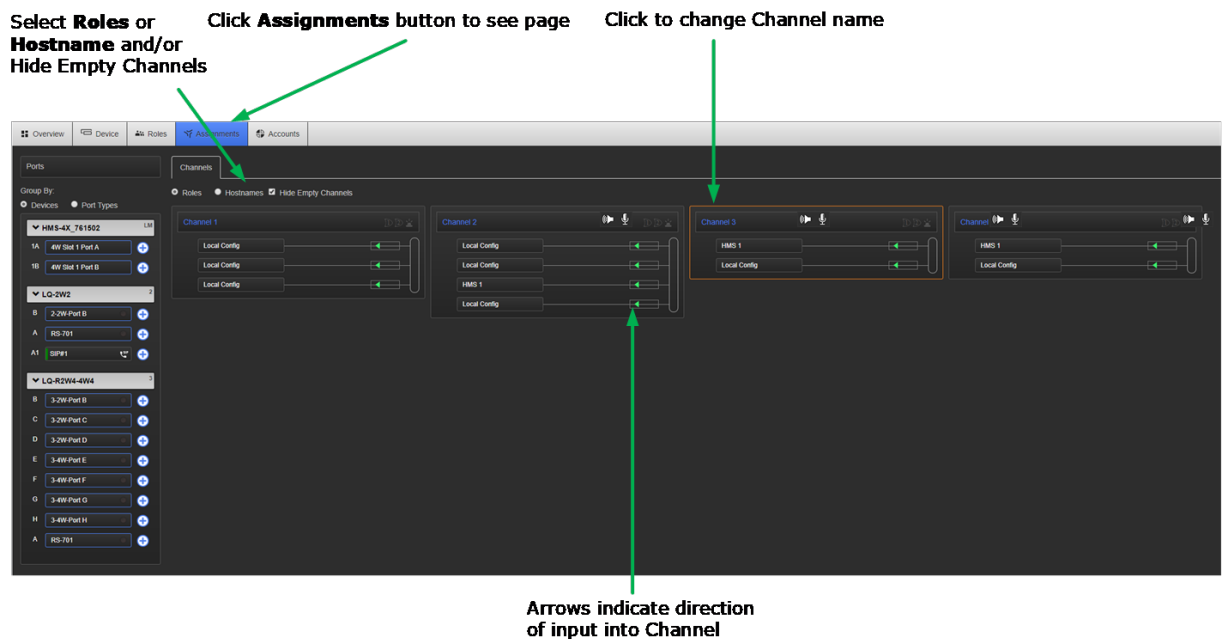 Select Roles or
Hostname and/or
Hide Empty Channels
Click Assignments button to see page
Click to change Channel name
Overview
Device
Roles
Assignments
Accounts
Ports
Group By:
Devices
Port Types
HMS-4X_761502 LM
1A 4W Slot 1 Port A
1B 4W Slot 1 Port B
LQ-2W2 2
B 2-2W-Port B
A RS-701
A1 SIP#1
LQ-R2W4-4W4 3
B 3-2W-Port B
C 3-2W-Port C
D 3-2W-Port D
E 3-4W-Port E
F 3-4W-Port F
G 3-4W-Port G
H 3-4W-Port H
A RS-701
Channels
Roles
Hostnames
Hide Empty Channels
Channel 1
Local Config
Local Config
Local Config
Channel 2
Local Config
Local Config
HMS 1
Local Config
Channel 3
HMS 1
Local Config
Channel
HMS 1
Local Config
Arrows indicate direction
of input into Channel